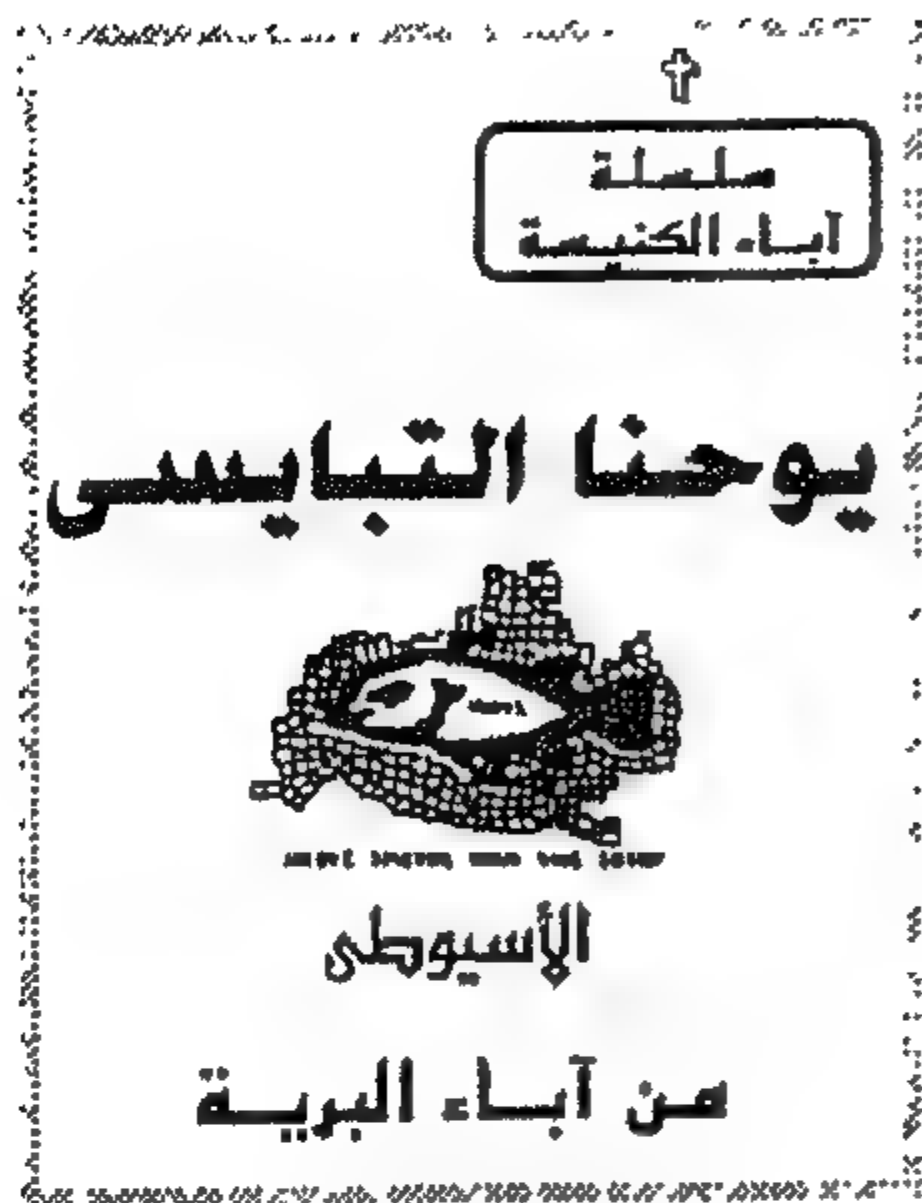 سلسلة
آباء الكنيسة
يوحنا التبايسى
الأسيوطى
من آباء البرية